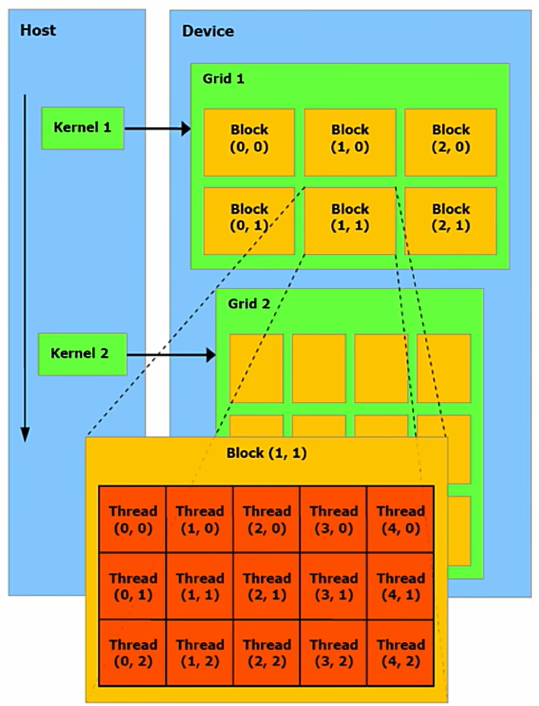 Host
Device
Grid 1
Kernel 1
Block
(0, 0)
Block
(1, 0)
Block
(2, 0)
Block
(0, 1)
Block
(1, 1)
Block
(2, 1)
Grid 2
Kernel 2
Block (1, 1)
Thread
(0, 0)
Thread
(1, 0)
Thread
(2, 0)
Thread
(3, 0)
Thread
(4, 0)
Thread
(0, 1)
Thread
(1, 1)
Thread
(2, 1)
Thread
(3, 1)
Thread
(4, 1)
Thread
(0, 2)
Thread
(1, 2)
Thread
(2, 2)
Thread
(3, 2)
Thread
(4, 2)